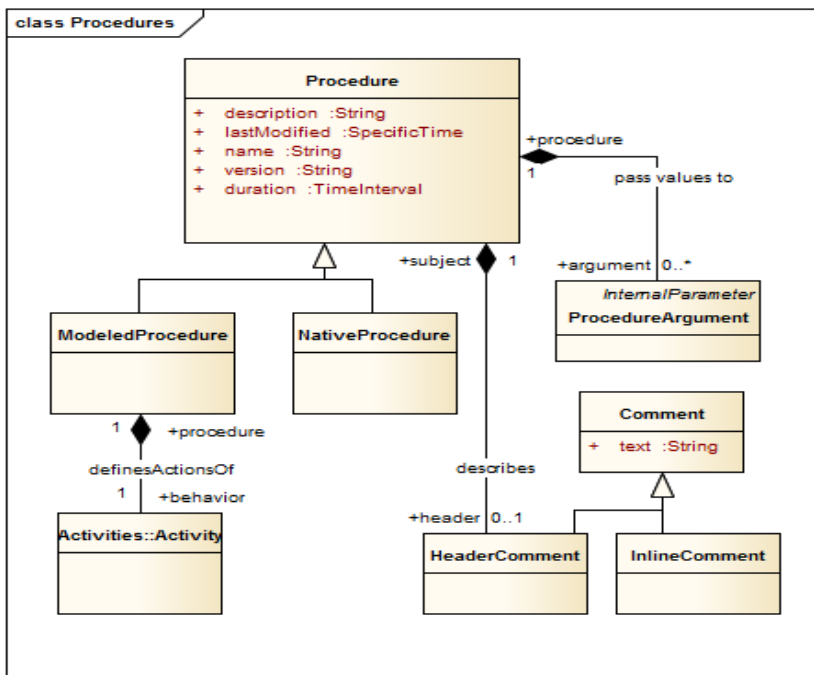 class Procedures
Procedure
+ description :String
+ lastModified :SpecificTime
+ name :String
+ version :String
+ duration :TimeInterval
+procedure
1
pass values to
+argument 0..*
InternalParameter
ProcedureArgument
+subject 1
ModeledProcedure
NativeProcedure
1 +procedure
definesActionsOf
1 +behavior
Activities::Activity
describes
+header 0..1
Comment
+ text :String
HeaderComment
InlineComment